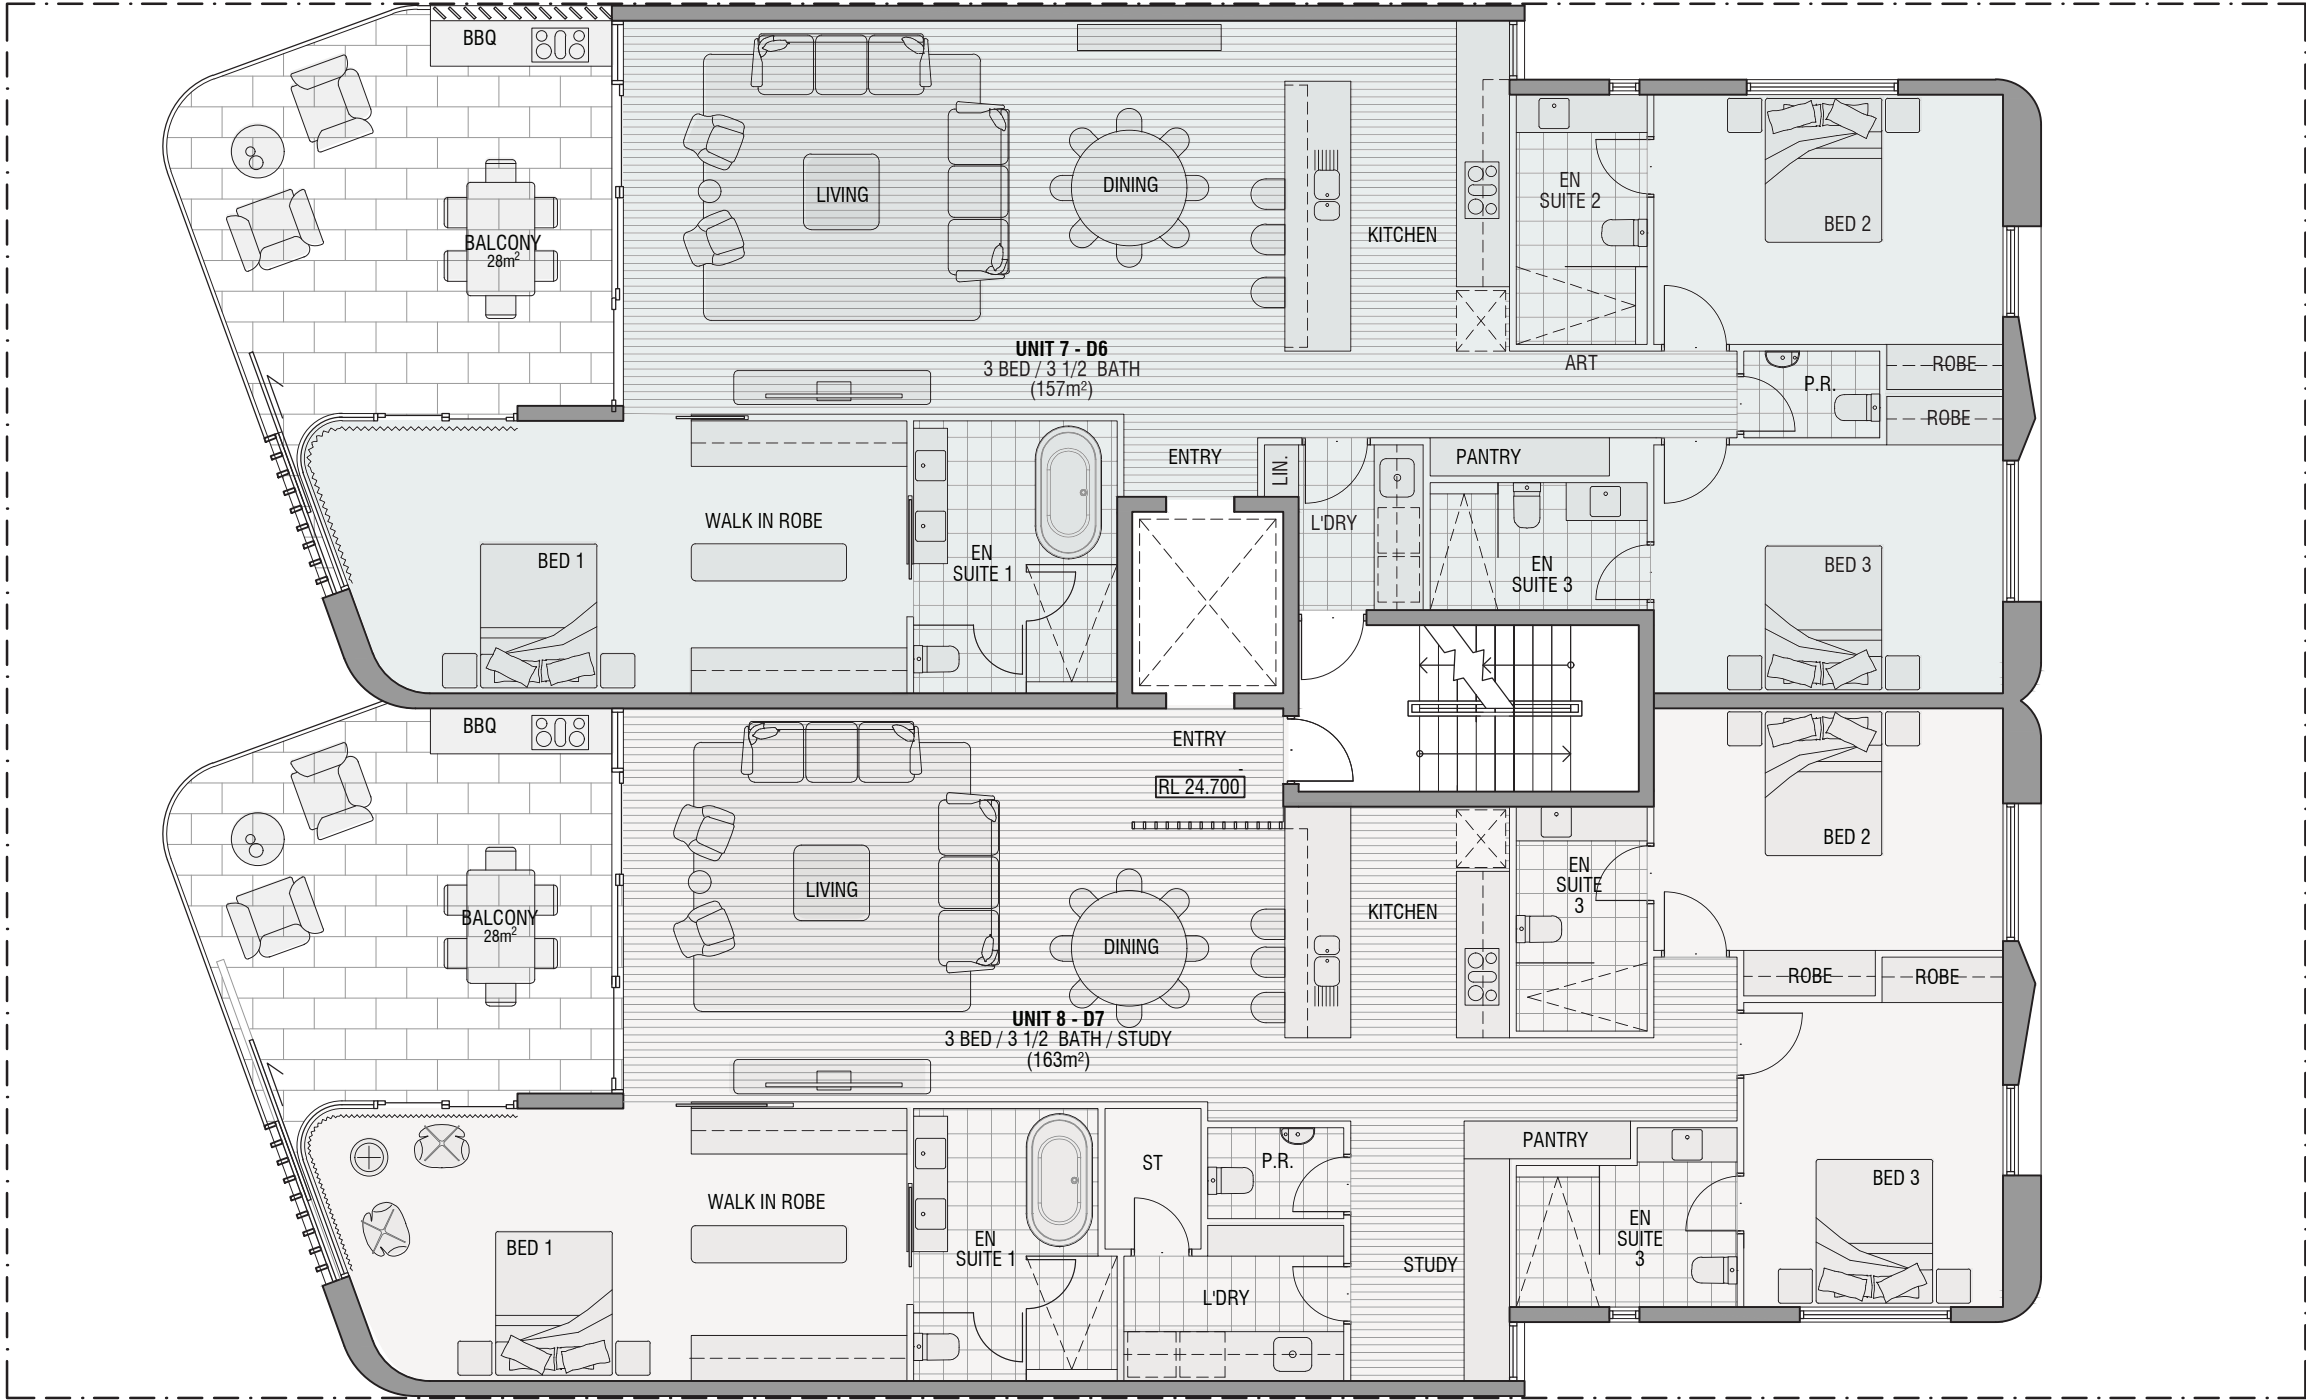 BBQ
BALCONY
28m²
LIVING
DINING
KITCHEN
EN
SUITE 2
BED 2
UNIT 7 - D6
3 BED / 3 1/2 BATH
(157m²)
ART
P.R.
ROBE
ROBE
ENTRY
LIN.
L'DRY
PANTRY
EN
SUITE 3
BED 3
BED 1
WALK IN ROBE
EN
SUITE 1
BBQ
BALCONY
28m²
LIVING
ENTRY
RL 24.700
DINING
KITCHEN
EN
SUITE
3
BED 2
ROBE
ROBE
UNIT 8 - D7
3 BED / 3 1/2 BATH / STUDY
(163m²)
BED 1
WALK IN ROBE
EN
SUITE 1
ST
P.R.
L'DRY
STUDY
PANTRY
EN
SUITE
3
BED 3